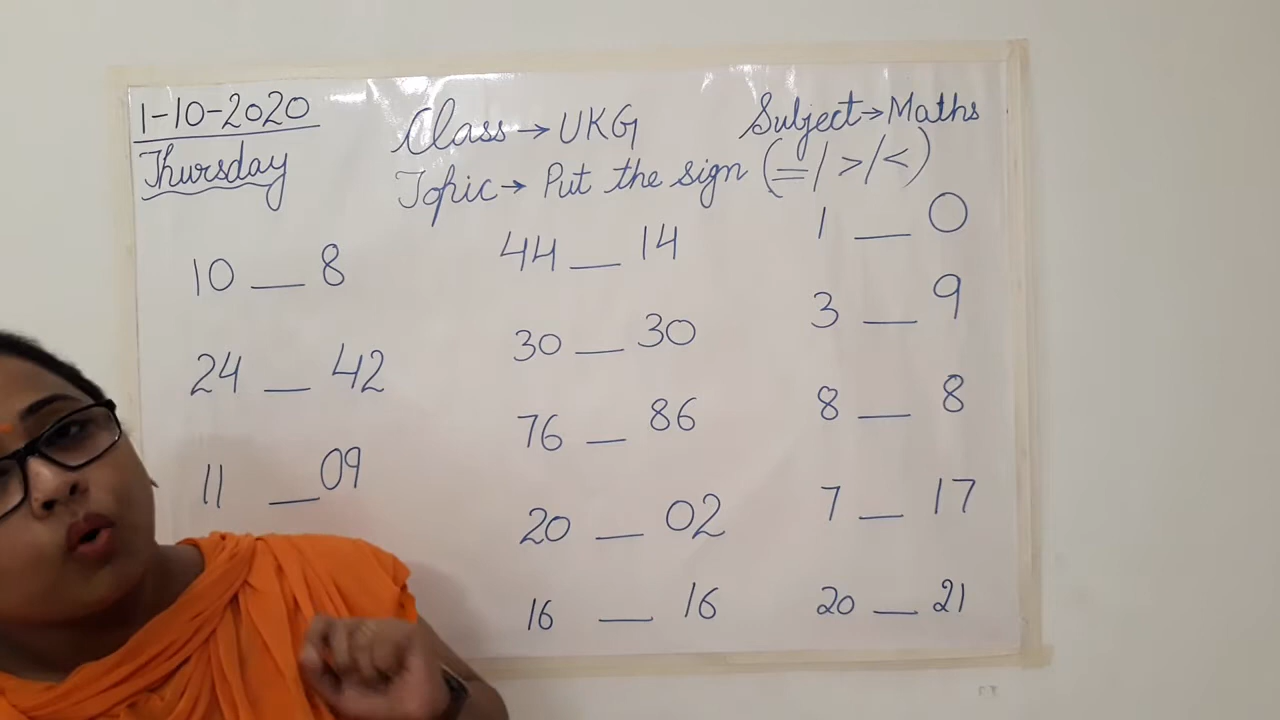 1-10-2020
Thursday
Class → UKG
Subject → Maths
Topic → Put the sign (=/>/<)
10 __ 8
24 __ 42
11 __ 09
44 __ 14
30 __ 30
76 __ 86
20 __ 02
16 __ 16
1 __ 0
3 __ 9
8 __ 8
7 __ 17
20 __ 21